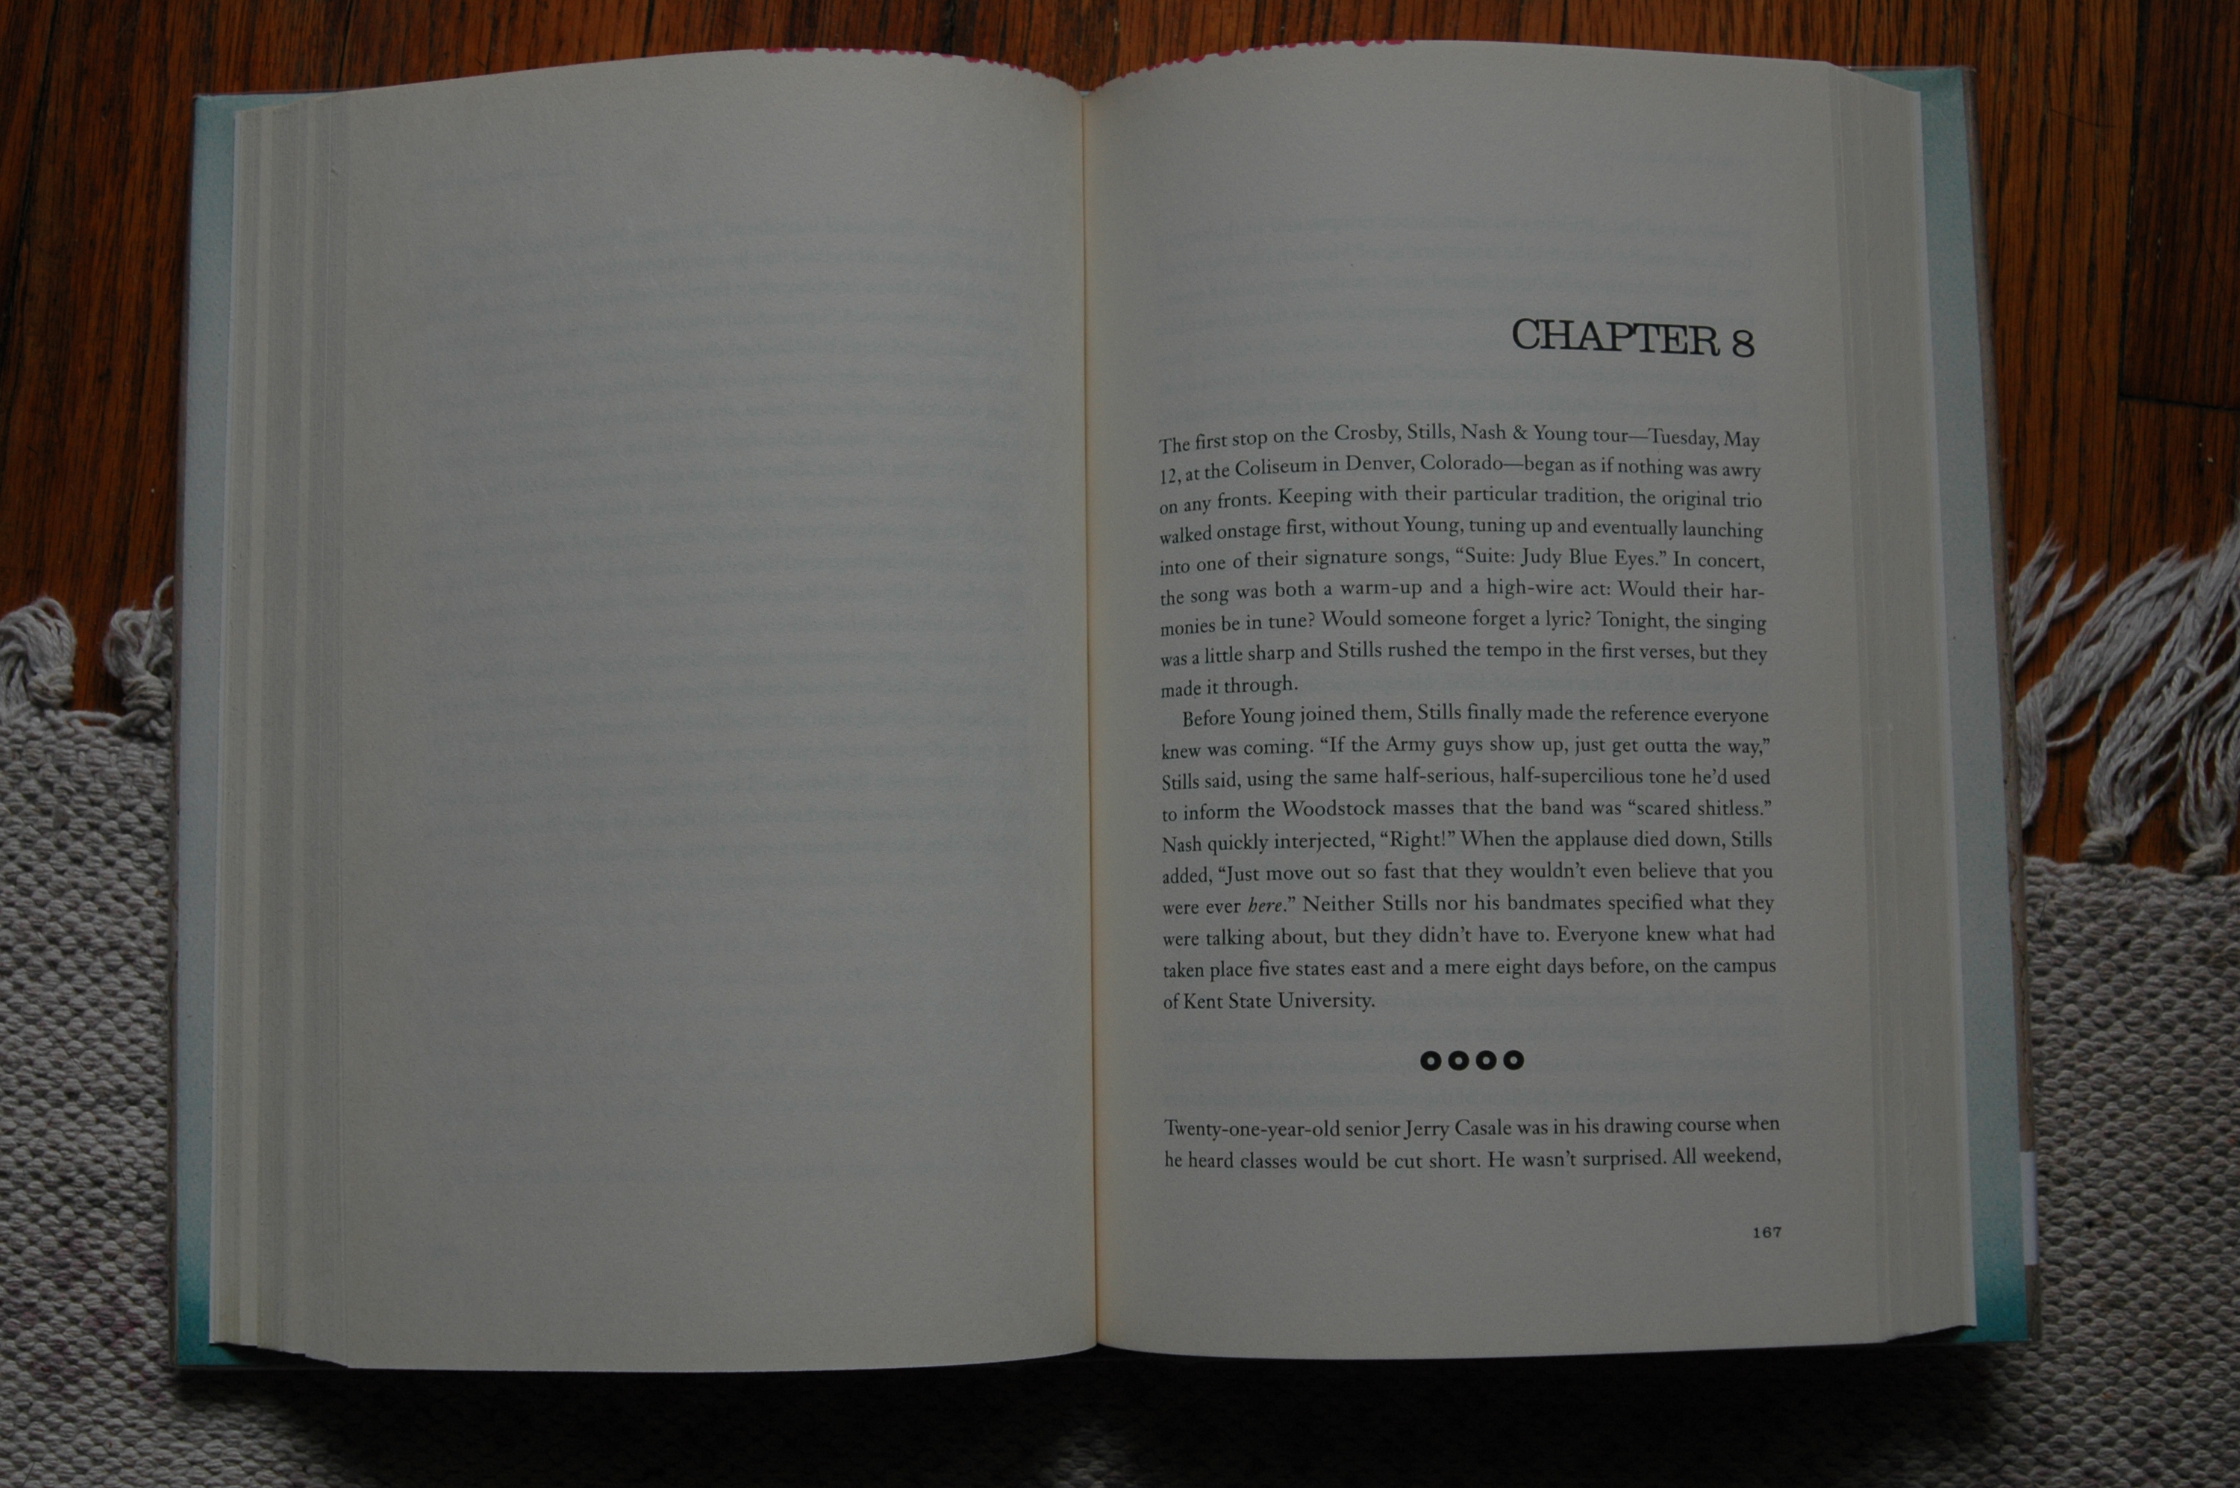 CHAPTER 8
The first stop on the Crosby, Stills, Nash & Young tour—Tuesday, May
12, at the Coliseum in Denver, Colorado—began as if nothing was awry
on any fronts. Keeping with their particular tradition, the original trio
walked onstage first, without Young, tuning up and eventually launching
into one of their signature songs, “Suite: Judy Blue Eyes.” In concert,
the song was both a warm-up and a high-wire act: Would their har-
monies be in tune? Would someone forget a lyric? Tonight, the singing
was a little sharp and Stills rushed the tempo in the first verses, but they
made it through.
Before Young joined them, Stills finally made the reference everyone
knew was coming. “If the Army guys show up, just get outta the way,”
Stills said, using the same half-serious, half-supercilious tone he’d used
to inform the Woodstock masses that the band was “scared shitless.”
Nash quickly interjected, “Right!” When the applause died down, Stills
added, “Just move out so fast that they wouldn’t even believe that you
were ever here.” Neither Stills nor his bandmates specified what they
were talking about, but they didn’t have to. Everyone knew what had
taken place five states east and a mere eight days before, on the campus
of Kent State University.
Twenty-one-year-old senior Jerry Casale was in his drawing course when
he heard classes would be cut short. He wasn’t surprised. All weekend,
167